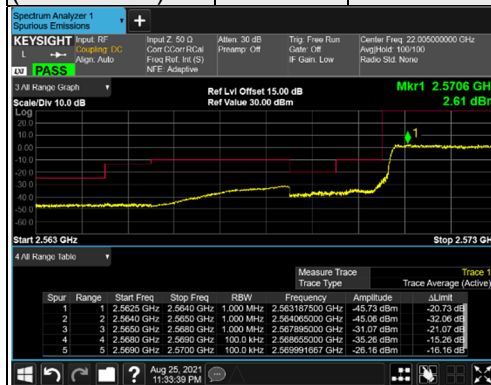 Spectrum Analyzer 1
Spurious Emissions
KEYSIGHT Input: RF Input Z: 50 Ω Atten: 30 dB Trig: Free Run Center Freq: 22.005000000 GHz
L Coupling: DC Corr CCorr RCal Preamp: Off Gate: Off Avg|Hold: 100/100
Align: Auto Freq Ref: Int (S) IF Gain: Low Radio Std: None
LXI PASS NFE: Adaptive
3 All Range Graph
Ref Lvl Offset 15.00 dB Mkr1 2.5706 GH
Scale/Div 10.0 dB Ref Value 30.00 dBm 2.61 dB
Log
20.0
10.0
0.00
-10.0
-20.0
-30.0
-40.0
-50.0
-60.0
1
Start 2.563 GHz Stop 2.573 GH
4 All Range Table
Measure Trace Trace 1
Trace Type Trace Average (Active)
Spur Range Start Freq Stop Freq RBW Frequency Amplitude ΔLimit
1 1 2.5625 GHz 2.5640 GHz 1.000 MHz 2.563187500 GHz -45.73 dBm -20.73 dB
2 2 2.5640 GHz 2.5650 GHz 1.000 MHz 2.564065000 GHz -45.06 dBm -32.06 dB
3 3 2.5650 GHz 2.5680 GHz 1.000 MHz 2.567895000 GHz -31.07 dBm -21.07 dB
4 4 2.5680 GHz 2.5690 GHz 100.0 kHz 2.568655000 GHz -35.26 dBm -15.26 dB
5 5 2.5690 GHz 2.5700 GHz 100.0 kHz 2.569991667 GHz -26.16 dBm -16.16 dB
Aug 25, 2021
11:33:39 PM